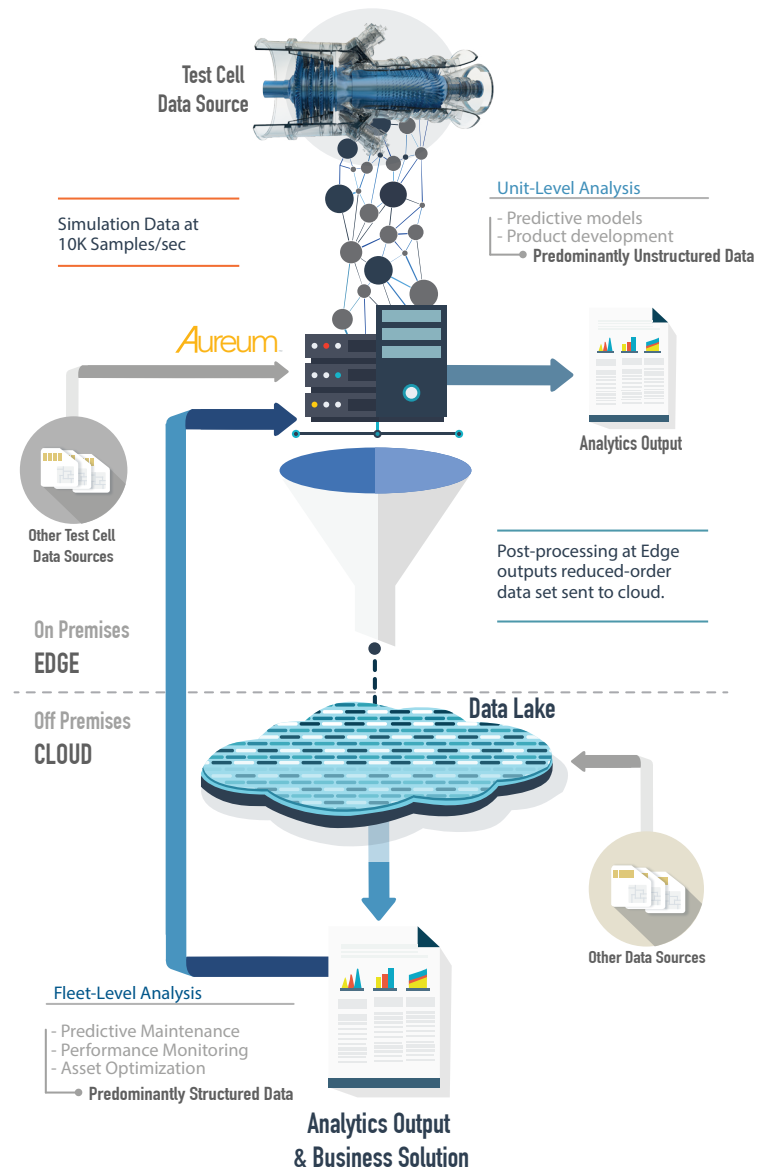 Test Cell
Data Source
Simulation Data at
10K Samples/sec
Unit-Level Analysis
- Predictive models
- Product development
Predominantly Unstructured Data
Aureum
Analytics Output
Other Test Cell
Data Sources
Post-processing at Edge
outputs reduced-order
data set sent to cloud.
On Premises
EDGE
Off Premises
CLOUD
Data Lake
Other Data Sources
Fleet-Level Analysis
- Predictive Maintenance
- Performance Monitoring
- Asset Optimization
Predominantly Structured Data
Analytics Output
& Business Solution